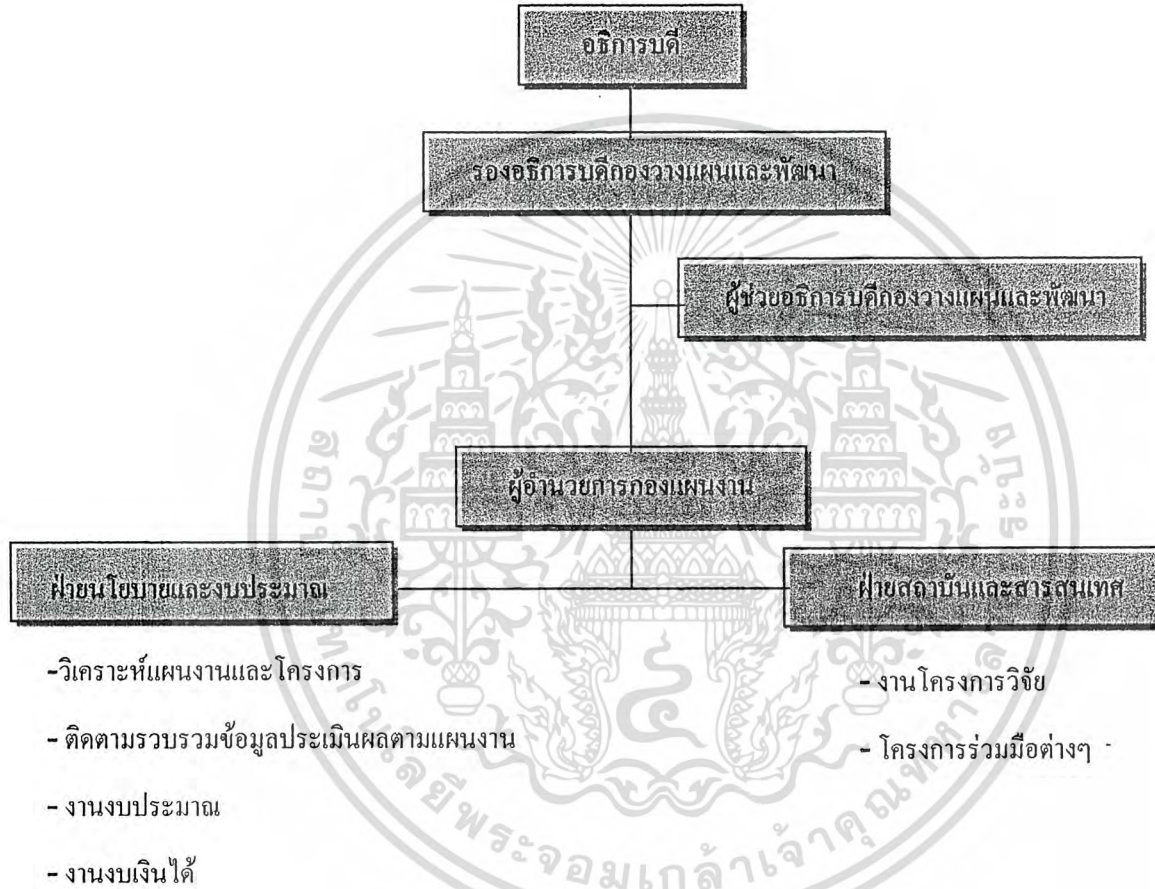 อธิการบดี
รองอธิการบดีกองวางแผนและพัฒนา
ผู้ช่วยอธิการบดีกองวางแผนและพัฒนา
ผู้อำนวยการกองแผนงาน
ฝ่ายนโยบายและงบประมาณ
ฝ่ายสถาบันและสารสนเทศ
-วิเคราะห์แผนงานและโครงการ
- ติดตามรวบรวมข้อมูลประเมินผลตามแผนงาน
- งานงบประมาณ
- งานงบเงินได้
- งานโครงการวิจัย
- โครงการร่วมมือต่างๆ -